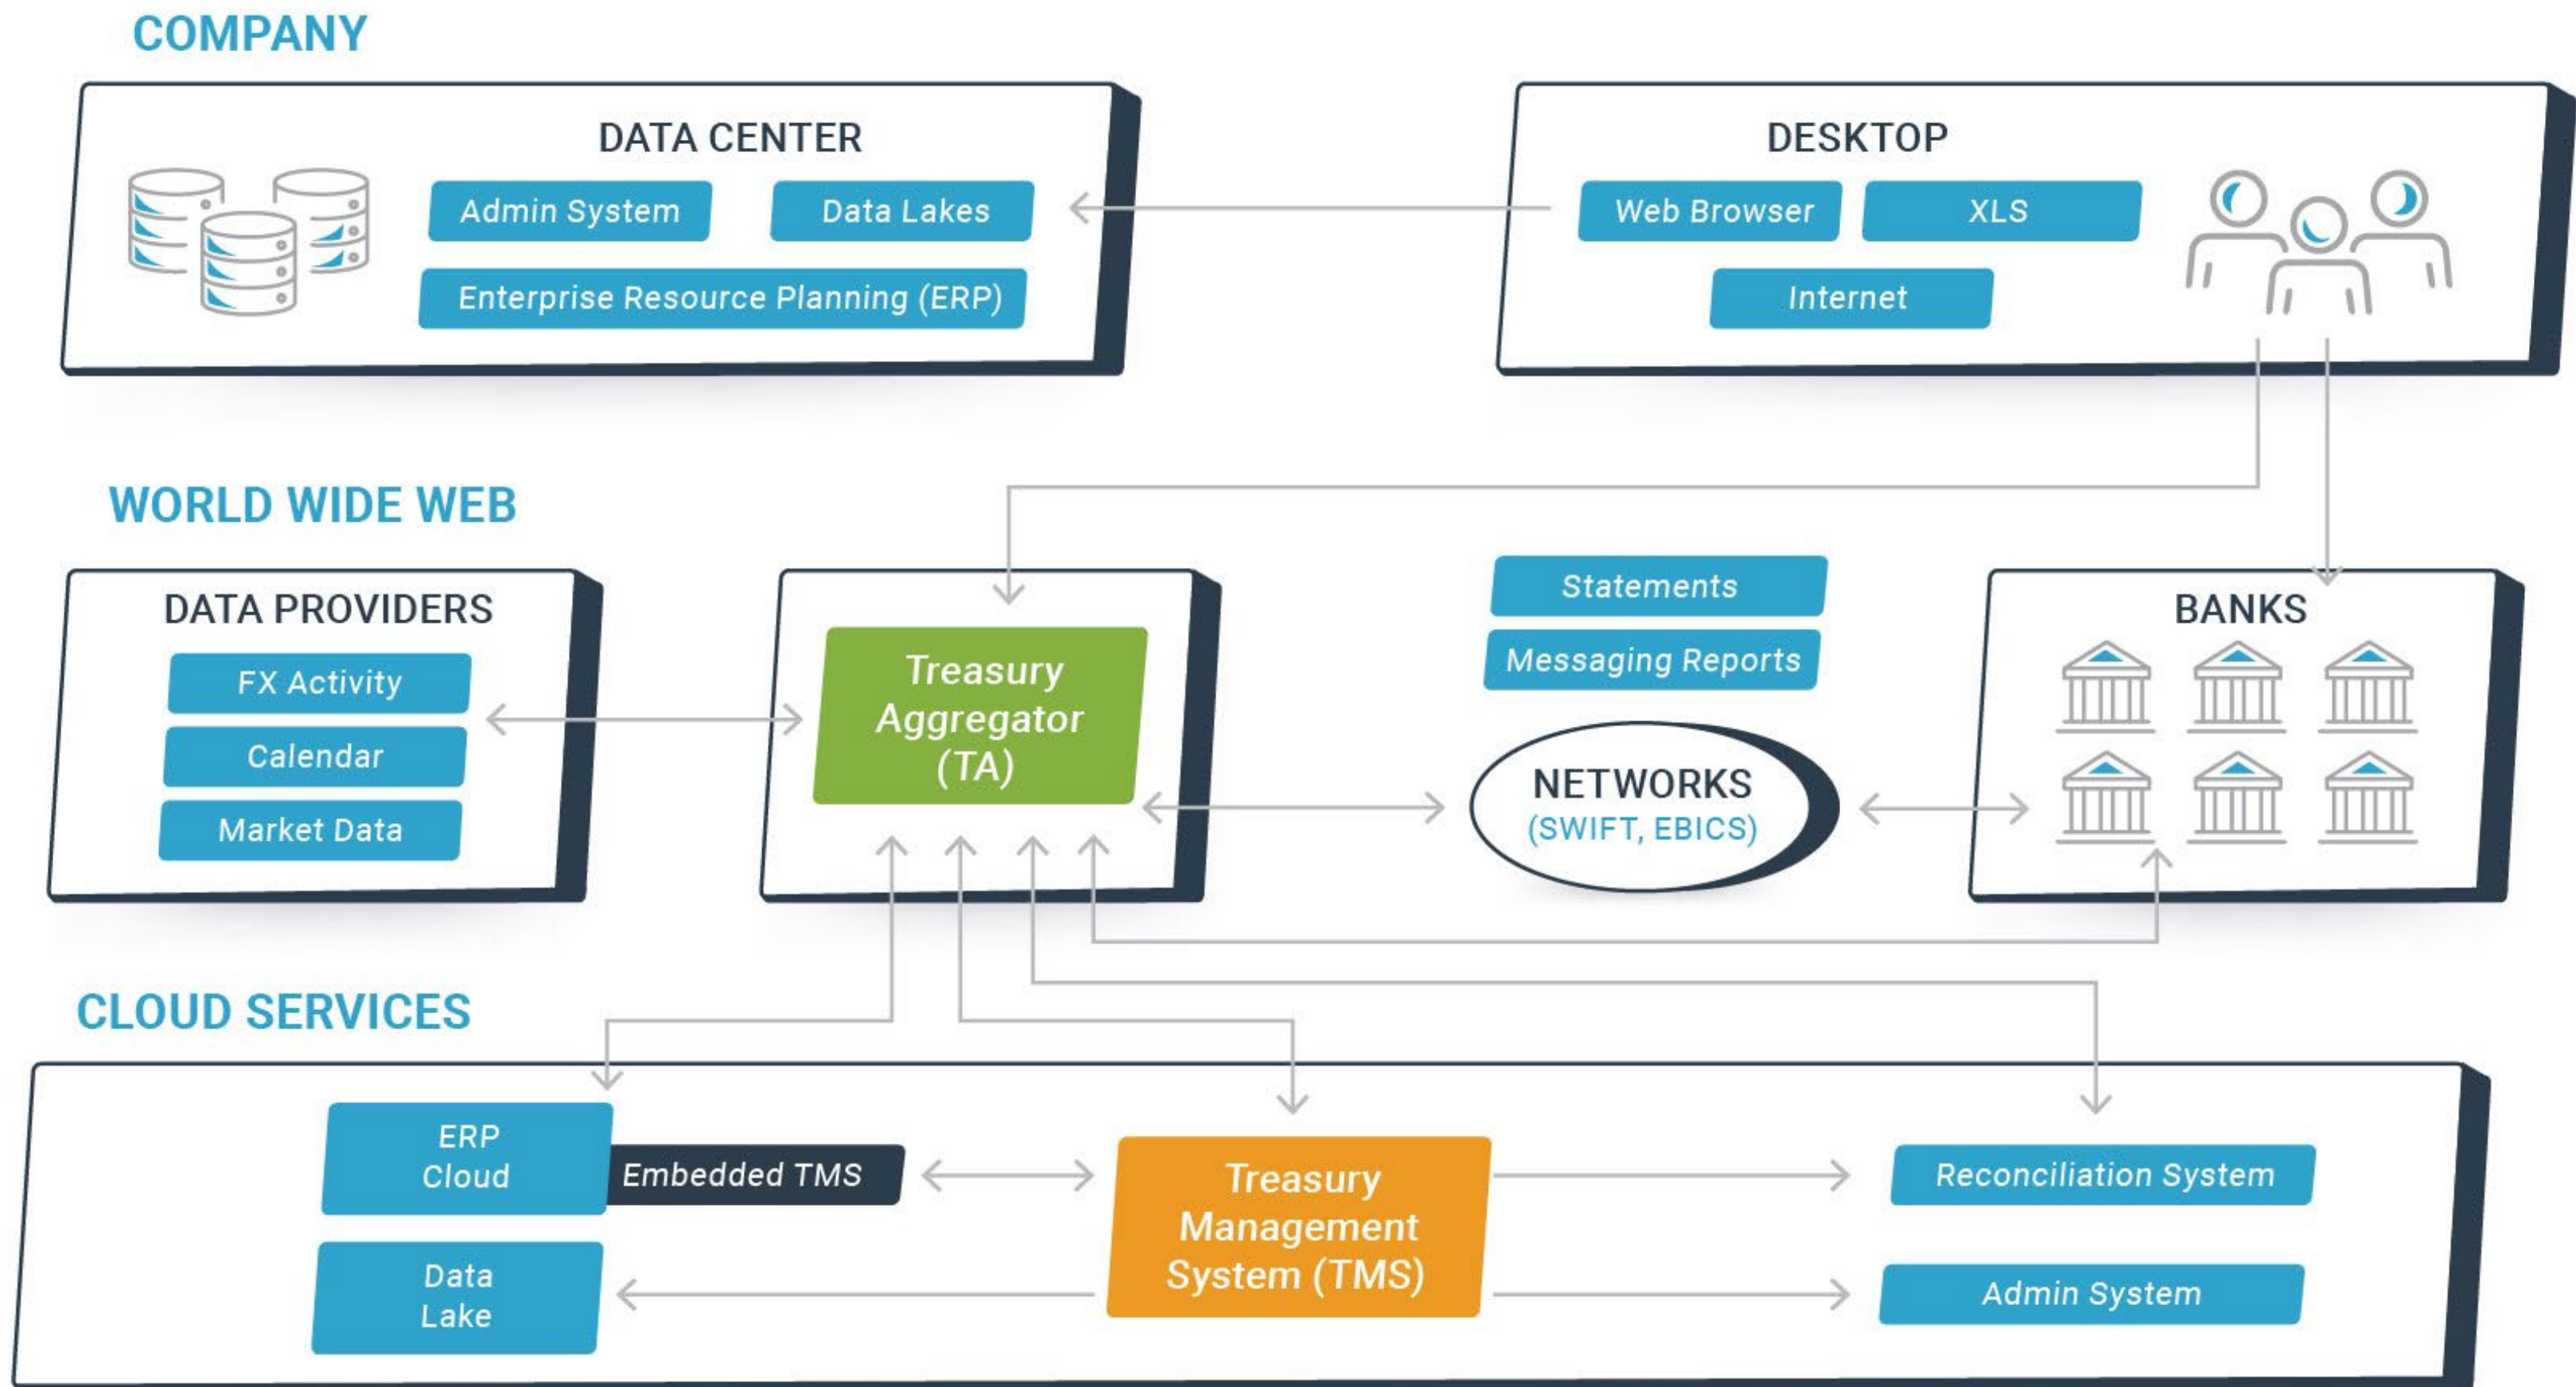 COMPANY
DATA CENTER
Admin System
Data Lakes
Enterprise Resource Planning (ERP)
DESKTOP
Web Browser
XLS
Internet
WORLD WIDE WEB
DATA PROVIDERS
FX Activity
Calendar
Market Data
Treasury
Aggregator
(TA)
Statements
Messaging Reports
NETWORKS
(SWIFT, EBICS)
BANKS
CLOUD SERVICES
ERP
Cloud
Embedded TMS
Data
Lake
Treasury
Management
System (TMS)
Reconciliation System
Admin System